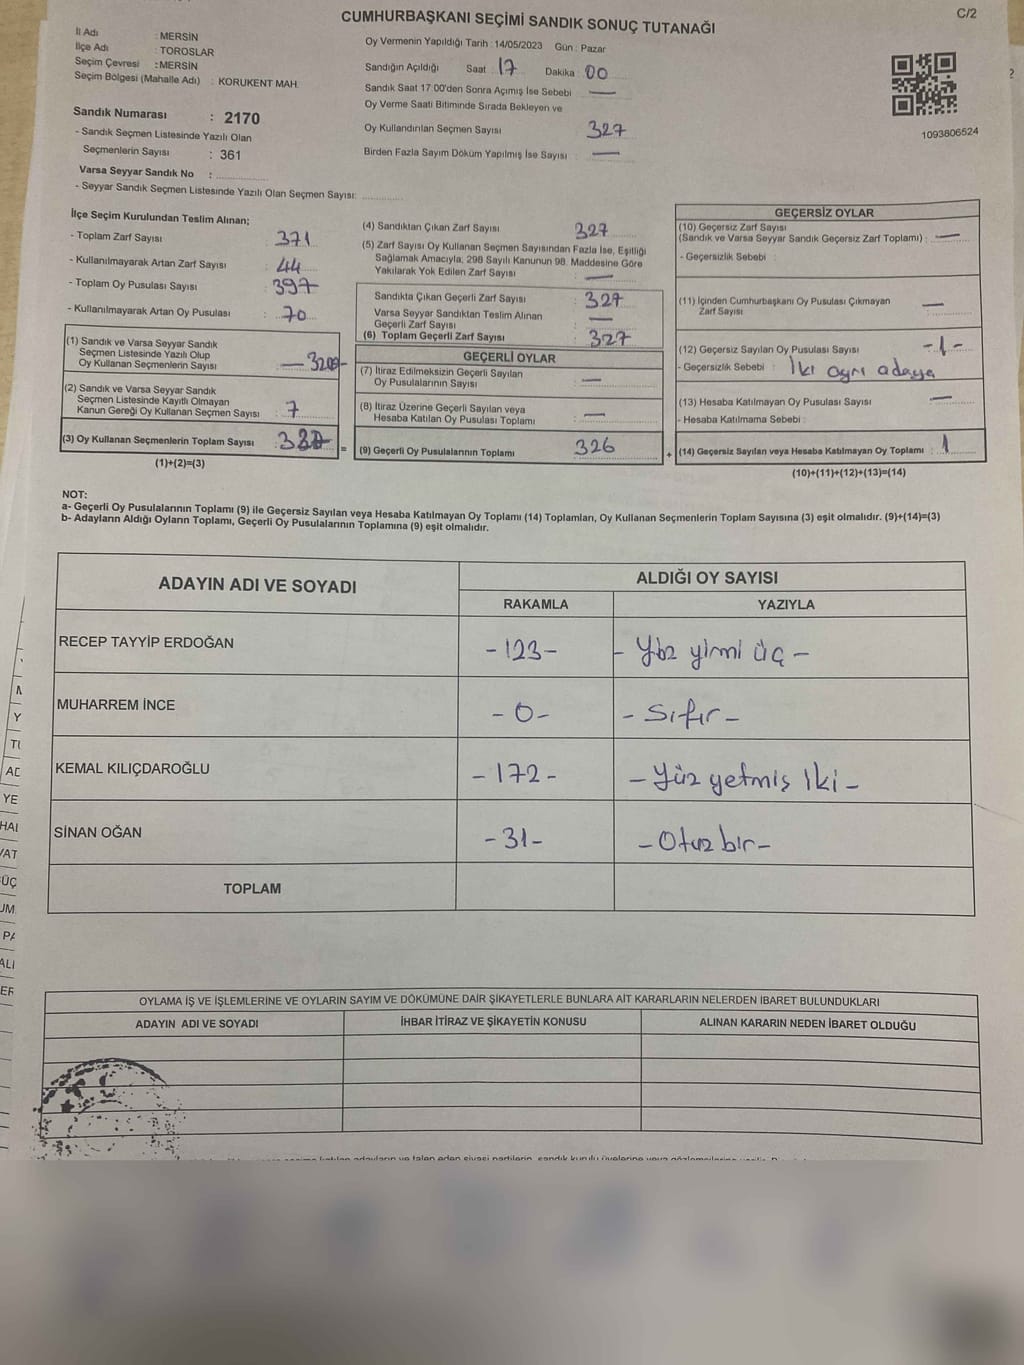 CUMHURBAŞKANI SEÇİMİ SANDIK SONUÇ TUTANAĞI
C/2
İl Adı : MERSİN
İlçe Adı : TOROSLAR
Seçim Çevresi : MERSİN
Seçim Bölgesi (Mahalle Adı) : KORUKENT MAH.
Oy Vermenin Yapıldığı Tarih : 14/05/2023 Gün : Pazar
Sandığın Açıldığı Saat : 17 Dakika : 00
Sandık Saat 17:00'den Sonra Açımış İse Sebebi : —
Oy Verme Saati Bitiminde Sırada Bekleyen ve
Oy Kullandırılan Seçmen Sayısı 327
Birden Fazla Sayım Döküm Yapılmış İse Sayısı : —
1093806524
Sandık Numarası : 2170
- Sandık Seçmen Listesinde Yazılı Olan
Seçmenlerin Sayısı : 361
Varsa Seyyar Sandık No :
- Seyyar Sandık Seçmen Listesinde Yazılı Olan Seçmen Sayısı:
İlçe Seçim Kurulundan Teslim Alınan;
- Toplam Zarf Sayısı : 371
- Kullanılmayarak Artan Zarf Sayısı : 44
- Toplam Oy Pusulası Sayısı : 397
- Kullanılmayarak Artan Oy Pusulası : 70
(1) Sandık ve Varsa Seyyar Sandık
Seçmen Listesinde Yazılı Olup
Oy Kullanan Seçmenlerin Sayısı
(2) Sandık ve Varsa Seyyar Sandık
Seçmen Listesinde Kayıtlı Olmayan
Kanun Gereği Oy Kullanan Seçmen Sayısı : 7
(3) Oy Kullanan Seçmenlerin Toplam Sayısı :
(1)+(2)=(3)
(4) Sandıktan Çıkan Zarf Sayısı : 327
(5) Zarf Sayısı Oy Kullanan Seçmen Sayısından Fazla İse, Eşitliği
Sağlamak Amacıyla, 298 Sayılı Kanunun 98. Maddesine Göre
Yakılarak Yok Edilen Zarf Sayısı : —
Sandıkta Çıkan Geçerli Zarf Sayısı : 327
Varsa Seyyar Sandıktan Teslim Alınan
Geçerli Zarf Sayısı : —
(6) Toplam Geçerli Zarf Sayısı : 327
GEÇERLİ OYLAR
(7) İtiraz Edilmeksizin Geçerli Sayılan
Oy Pusulalarının Sayısı : —
(8) İtiraz Üzerine Geçerli Sayılan veya
Hesaba Katılan Oy Pusulası Toplamı : —
= (9) Geçerli Oy Pusulalarının Toplamı : 326
GEÇERSİZ OYLAR
(10) Geçersiz Zarf Sayısı
(Sandık ve Varsa Seyyar Sandık Geçersiz Zarf Toplamı) : —
- Geçersizlik Sebebi :
(11) İçinden Cumhurbaşkanı Oy Pusulası Çıkmayan
Zarf Sayısı : —
(12) Geçersiz Sayılan Oy Pusulası Sayısı : -1-
- Geçersizlik Sebebi : İki ayrı adaya
(13) Hesaba Katılmayan Oy Pusulası Sayısı : —
- Hesaba Katılmama Sebebi :
+ (14) Geçersiz Sayılan veya Hesaba Katılmayan Oy Toplamı : 1
(10)+(11)+(12)+(13)=(14)
NOT:
a- Geçerli Oy Pusulalarının Toplamı (9) ile Geçersiz Sayılan veya Hesaba Katılmayan Oy Toplamı (14) Toplamları, Oy Kullanan Seçmenlerin Toplam Sayısına (3) eşit olmalıdır. (9)+(14)=(3)
b- Adayların Aldığı Oyların Toplamı, Geçerli Oy Pusulalarının Toplamına (9) eşit olmalıdır.
ADAYIN ADI VE SOYADI
ALDIĞI OY SAYISI
RAKAMLA YAZIYLA
RECEP TAYYİP ERDOĞAN -123- - Yüz yirmi üç -
MUHARREM İNCE -0- - Sıfır -
KEMAL KILIÇDAROĞLU -172- - Yüz yetmiş iki -
SİNAN OĞAN -31- - Otuz bir -
TOPLAM
OYLAMA İŞ VE İŞLEMLERİNE VE OYLARIN SAYIM VE DÖKÜMÜNE DAİR ŞİKAYETLERLE BUNLARA AİT KARARLARIN NELERDEN İBARET BULUNDUKLARI
ADAYIN ADI VE SOYADI İHBAR İTİRAZ VE ŞİKAYETİN KONUSU ALINAN KARARIN NEDEN İBARET OLDUĞU